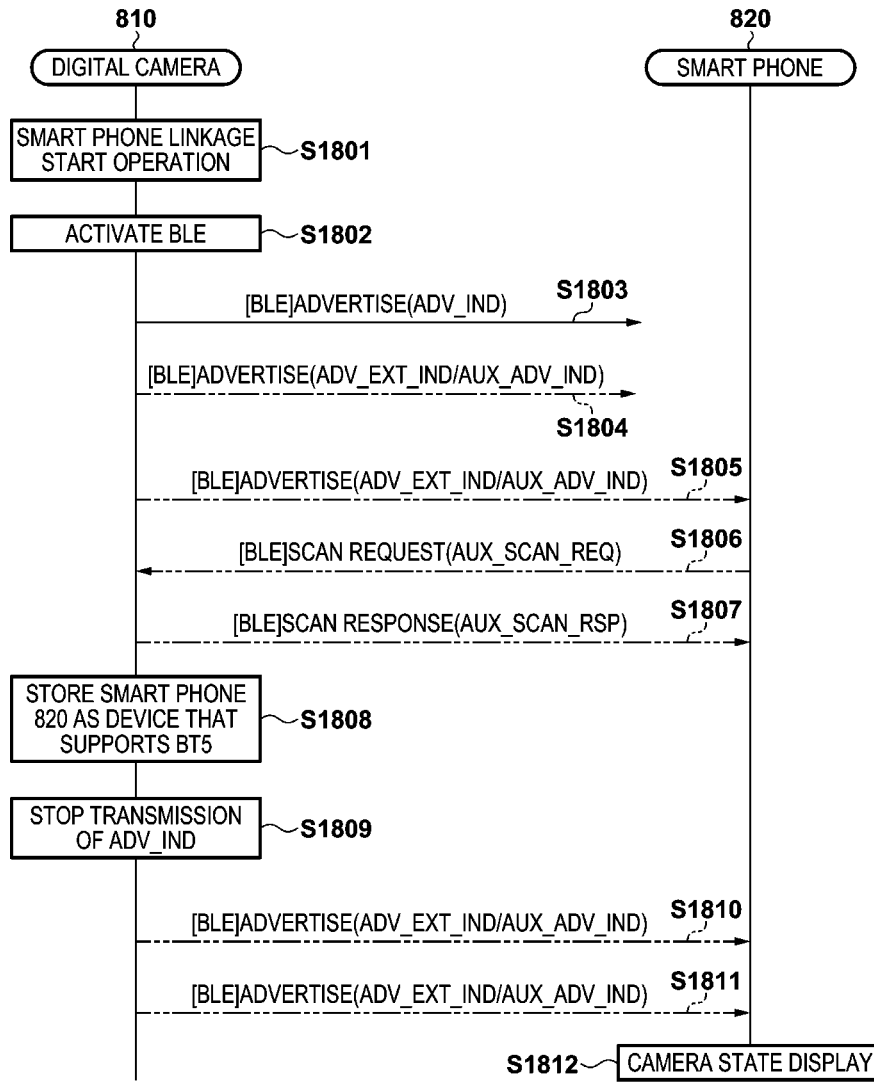 810
820
DIGITAL CAMERA
SMART PHONE
SMART PHONE LINKAGE
START OPERATION
S1801
ACTIVATE BLE
S1802
S1803
[BLE]ADVERTISE(ADV_IND)
[BLE]ADVERTISE(ADV_EXT_IND/AUX_ADV_IND)
S1804
S1805
[BLE]ADVERTISE(ADV_EXT_IND/AUX_ADV_IND)
S1806
[BLE]SCAN REQUEST(AUX_SCAN_REQ)
S1807
[BLE]SCAN RESPONSE(AUX_SCAN_RSP)
STORE SMART PHONE
820 AS DEVICE THAT
SUPPORTS BT5
S1808
STOP TRANSMISSION
OF ADV_IND
S1809
S1810
[BLE]ADVERTISE(ADV_EXT_IND/AUX_ADV_IND)
S1811
[BLE]ADVERTISE(ADV_EXT_IND/AUX_ADV_IND)
S1812
CAMERA STATE DISPLAY